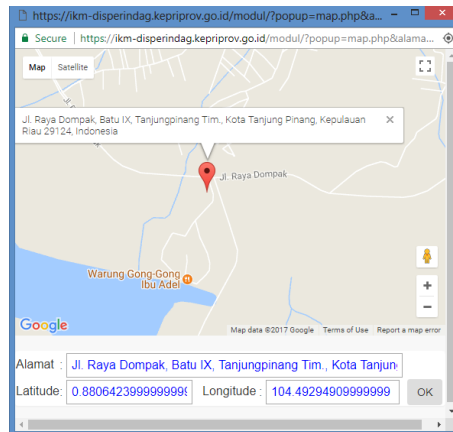 https://ikm-disperindag.kepriprov.go.id/modul/?popup=map.php&a...
Secure | https://ikm-disperindag.kepriprov.go.id/modul/?popup=map.php&alama...
Map Satellite
Jl. Raya Dompak, Batu IX, Tanjungpinang Tim., Kota Tanjung Pinang, Kepulauan
Riau 29124, Indonesia
Jl. Raya Dompak
Warung Gong-Gong
Ibu Adel
Google
Map data ©2017 Google Terms of Use Report a map error
Alamat : Jl. Raya Dompak, Batu IX, Tanjungpinang Tim., Kota Tanjun
Latitude: 0.8806423999999999 Longitude : 104.49294909999999 OK